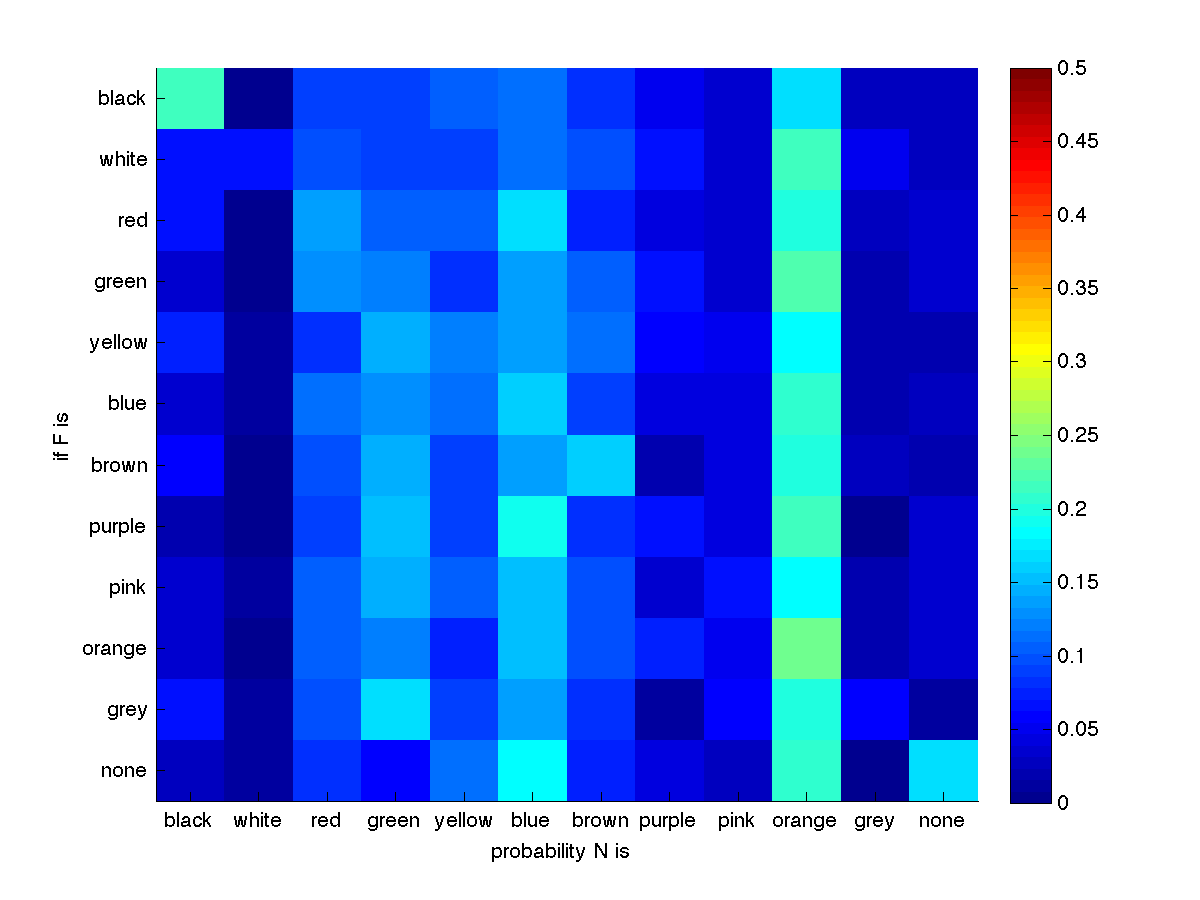 black
white
red
green
yellow
blue
brown
purple
pink
orange
grey
none
if F is
black white red green yellow blue brown purple pink orange grey none
probability N is
0.5
0.45
0.4
0.35
0.3
0.25
0.2
0.15
0.1
0.05
0